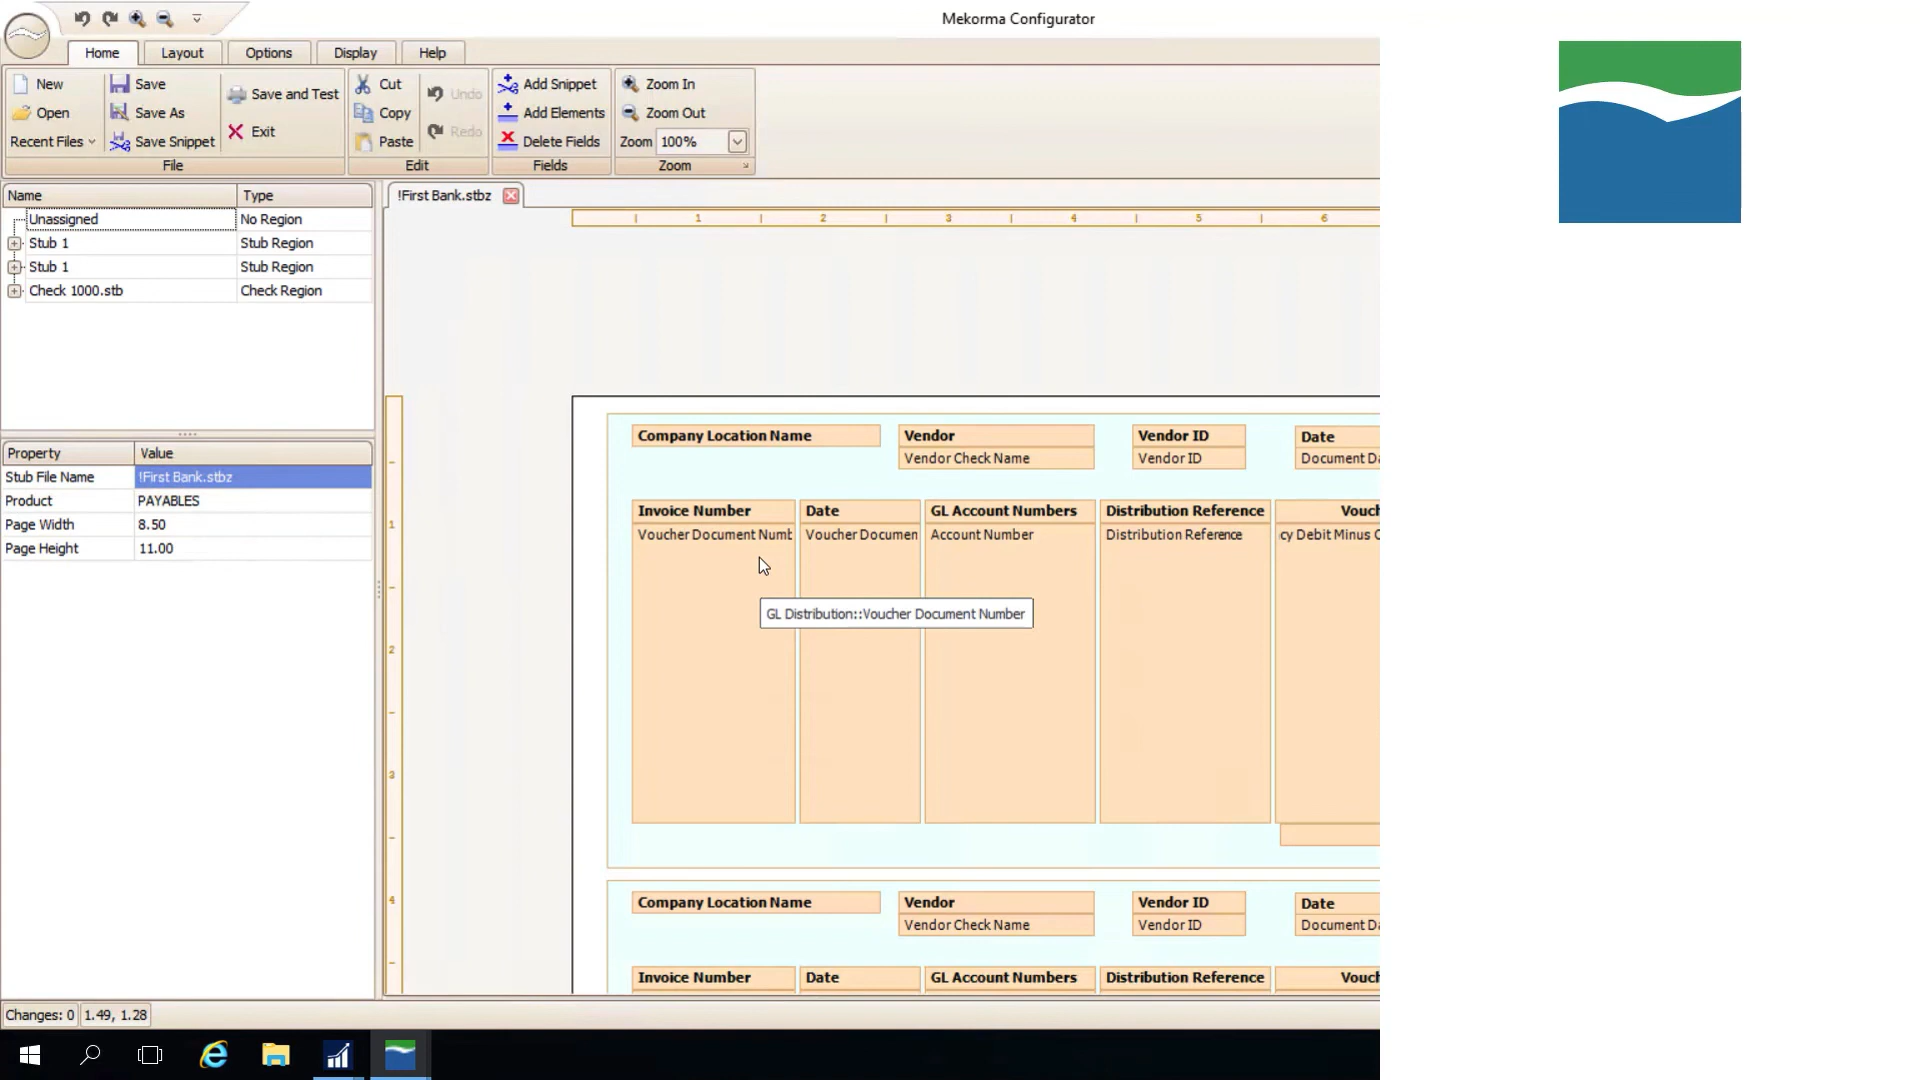 Mekorma Configurator
Home Layout Options Display Help
New Save Save and Test Cut Undo Add Snippet Zoom In
Open Save As Copy Add Elements Zoom Out
Recent Files Save Snippet Exit Paste Redo Delete Fields Zoom 100%
File Edit Fields Zoom
Name Type
Unassigned No Region
Stub 1 Stub Region
Stub 1 Stub Region
Check 1000.stb Check Region
Property Value
Stub File Name !First Bank.stbz
Product PAYABLES
Page Width 8.50
Page Height 11.00
!First Bank.stbz
1 2 3 4 5 6
1
2
3
4
Company Location Name Vendor Vendor ID Date
Vendor Check Name Vendor ID Document Da
Invoice Number Date GL Account Numbers Distribution Reference Vouch
Voucher Document Numb Voucher Documen Account Number Distribution Reference cy Debit Minus C
GL Distribution::Voucher Document Number
Company Location Name Vendor Vendor ID Date
Vendor Check Name Vendor ID Document Da
Invoice Number Date GL Account Numbers Distribution Reference Vouch
Changes: 0 1.49, 1.28